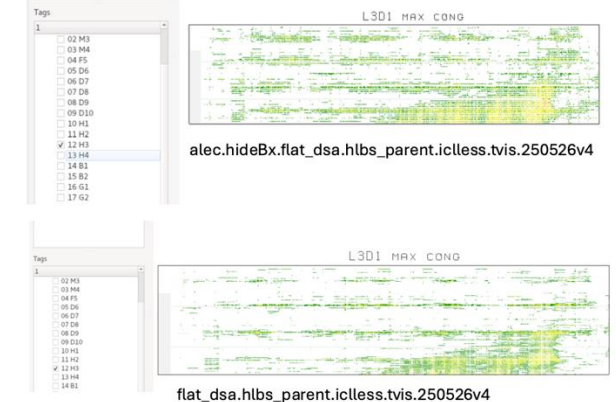 Tags
1
02 M3
03 M4
04 F5
05 D6
06 D7
07 D8
08 D9
09 D10
10 H1
11 H2
12 H3
13 H4
14 B1
15 B2
16 G1
17 G2
L3D1 MAX CONG
alec.hideBx.flat_dsa.hlbs_parent.iclless.tvis.250526v4
Tags
1
02 M3
03 M4
04 F5
05 D6
06 D7
07 D8
08 D9
09 D10
10 H1
11 H2
12 H3
13 H4
14 B1
L3D1 MAX CONG
flat_dsa.hlbs_parent.iclless.tvis.250526v4